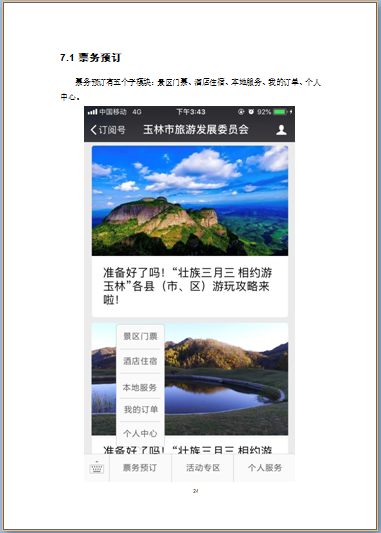 7.1 票务预订
票务预订有五个子模块：景区门票、酒店住宿、本地服务、我的订单、个人
中心。
中国移动 4G 下午3:43 92%
订阅号 玉林市旅游发展委员会
准备好了吗！“壮族三月三 相约游
玉林”各县（市、区）游玩攻略来
啦！
景区门票
酒店住宿
本地服务
我的订单
个人中心
准备好了吗！“壮族三月三 相约游
票务预订 活动专区 个人服务